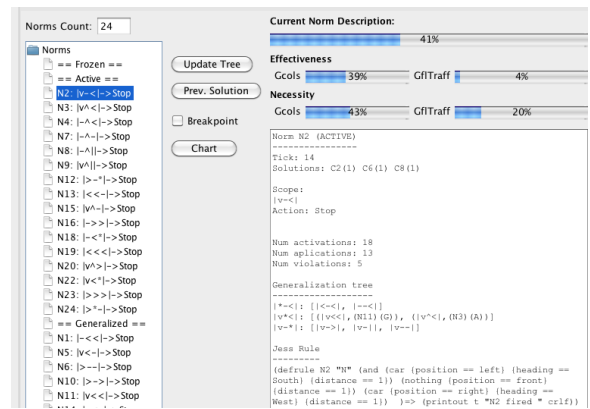 Norms Count: 24
Norms
== Frozen ==
== Active ==
N2: |v-<|->Stop
N3: |v^<|->Stop
N4: |-^<|->Stop
N7: |-^-|->Stop
N8: |-^||->Stop
N9: |v^||->Stop
N12: |>-*|->Stop
N13: |<<-|->Stop
N15: |v^-|->Stop
N16: |->>|->Stop
N18: |-<*|->Stop
N19: |<<<|->Stop
N20: |v^>|->Stop
N22: |v<*|->Stop
N23: |>>>|->Stop
N24: |>*-|->Stop
== Generalized ==
N1: |-<<|->Stop
N5: |v<-|->Stop
N6: |>--|->Stop
N10: |>->|->Stop
N11: |v<<|->Stop
Update Tree
Prev. Solution
Breakpoint
Chart
Current Norm Description:
41%
Effectiveness
Gcols 39% GflTraff 4%
Necessity
Gcols 43% GflTraff 20%
Norm N2 (ACTIVE)
----------------
Tick: 14
Solutions: C2(1) C6(1) C8(1)
Scope:
|v-<|
Action: Stop
Num activations: 18
Num aplications: 13
Num violations: 5
Generalization tree
-------------------
|*-<|: [|<-<|, |--<|]
|v*<|: [(|v<<|,(N11)(G)), (|v^<|,(N3)(A))]
|v-*|: [|v->|, |v-||, |v--|]
Jess Rule
---------
(defrule N2 "N" (and (car (position == left) (heading ==
South) (distance == 1)) (nothing (position == front)
(distance == 1)) (car (position == right) (heading ==
West) (distance == 1))  )=> (printout t "N2 fired " crlf))